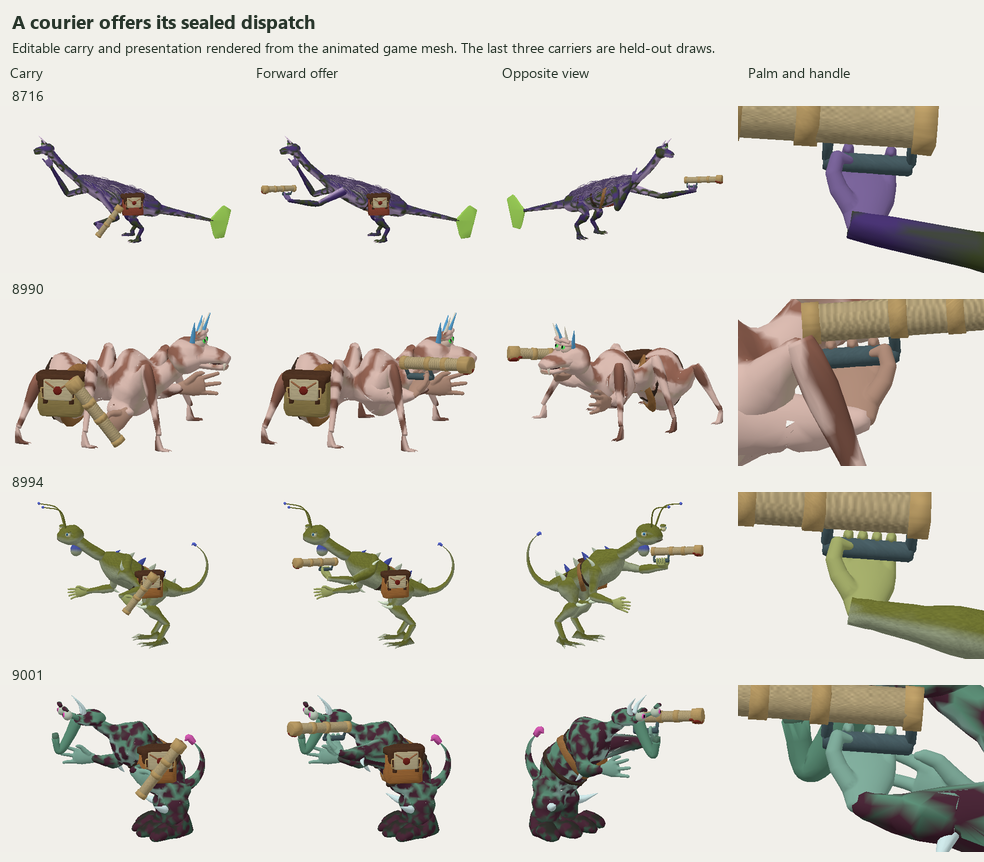 A courier offers its sealed dispatch
Editable carry and presentation rendered from the animated game mesh. The last three carriers are held-out draws.
Carry Forward offer Opposite view Palm and handle
8716
8990
8994
9001